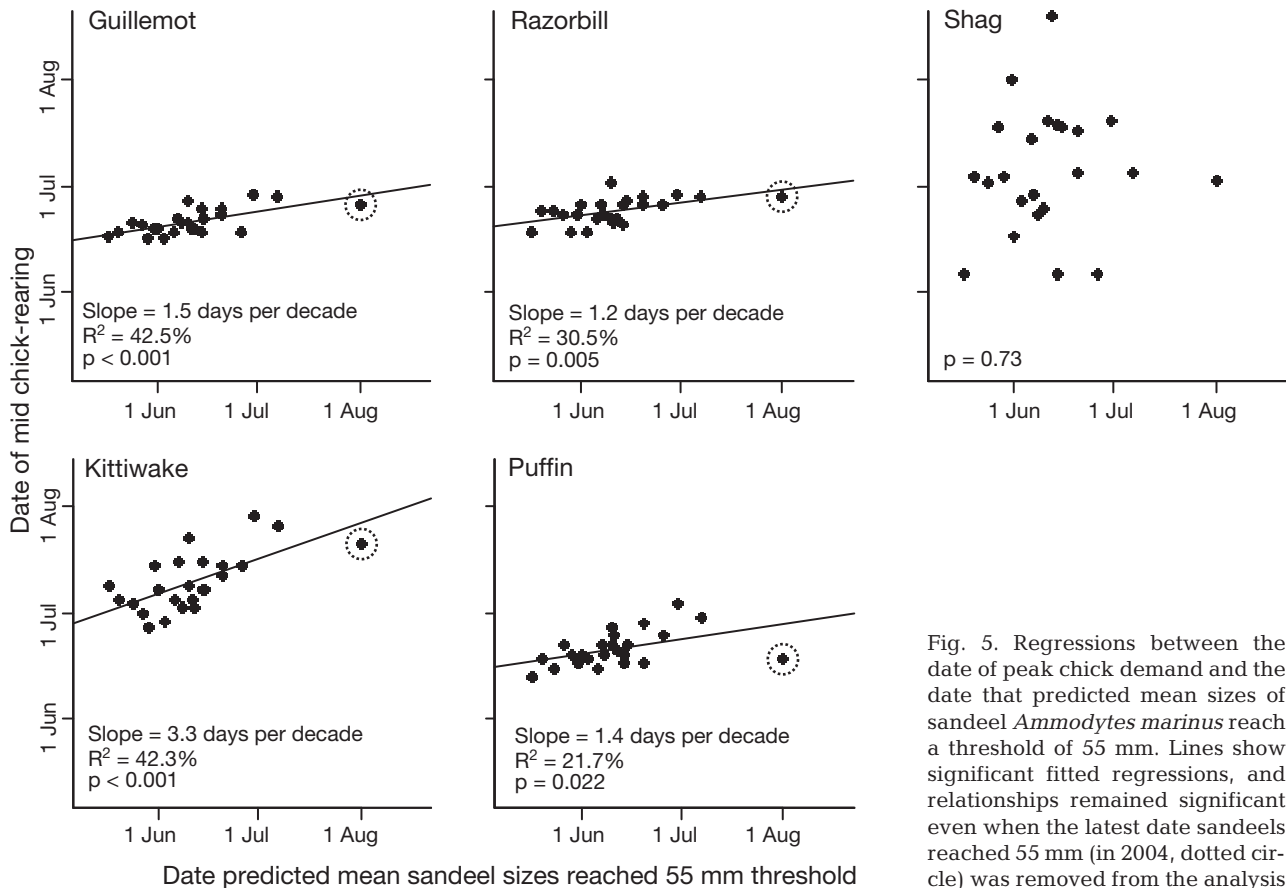 Guillemot
Razorbill
Shag
1 Aug
1 Jul
1 Jun
Slope = 1.5 days per decade
R² = 42.5%
p < 0.001
Slope = 1.2 days per decade
R² = 30.5%
p = 0.005
p = 0.73
1 Jun 1 Jul 1 Aug
1 Jun 1 Jul 1 Aug
1 Jun 1 Jul 1 Aug
Date of mid chick-rearing
Kittiwake
Puffin
1 Aug
1 Jul
1 Jun
Slope = 3.3 days per decade
R² = 42.3%
p < 0.001
Slope = 1.4 days per decade
R² = 21.7%
p = 0.022
1 Jun 1 Jul 1 Aug
1 Jun 1 Jul 1 Aug
Date predicted mean sandeel sizes reached 55 mm threshold
Fig. 5. Regressions between the
date of peak chick demand and the
date that predicted mean sizes of
sandeel Ammodytes marinus reach
a threshold of 55 mm. Lines show
significant fitted regressions, and
relationships remained significant
even when the latest date sandeels
reached 55 mm (in 2004, dotted cir-
cle) was removed from the analysis